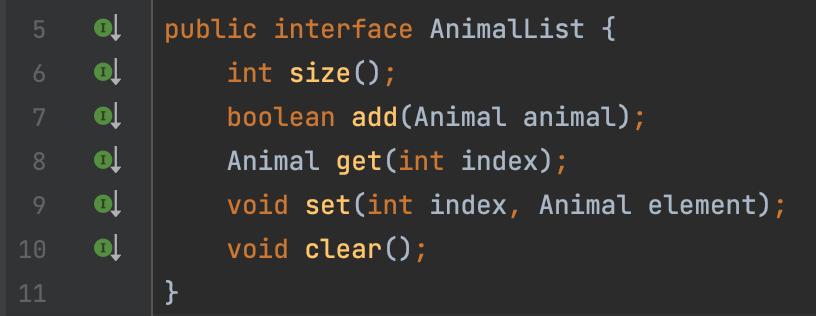 5 I public interface AnimalList {
6 I int size();
7 I boolean add(Animal animal);
8 I Animal get(int index);
9 I void set(int index, Animal element);
10 I void clear();
11 }